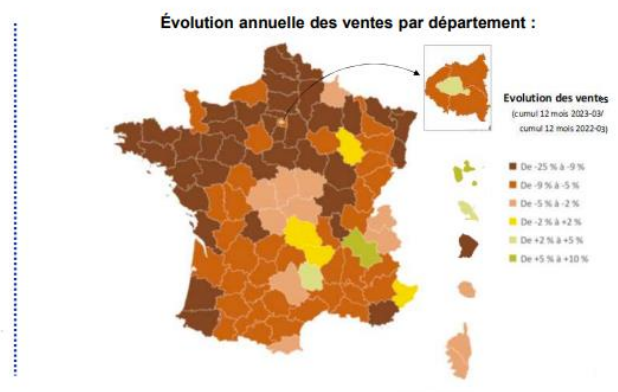 Évolution annuelle des ventes par département :
Evolution des ventes
(cumul 12 mois 2023-03/
cumul 12 mois 2022-03)
De -25 % à -9 %
De -9 % à -5 %
De -5 % à -2 %
De -2 % à +2 %
De +2 % à +5 %
De +5 % à +10 %